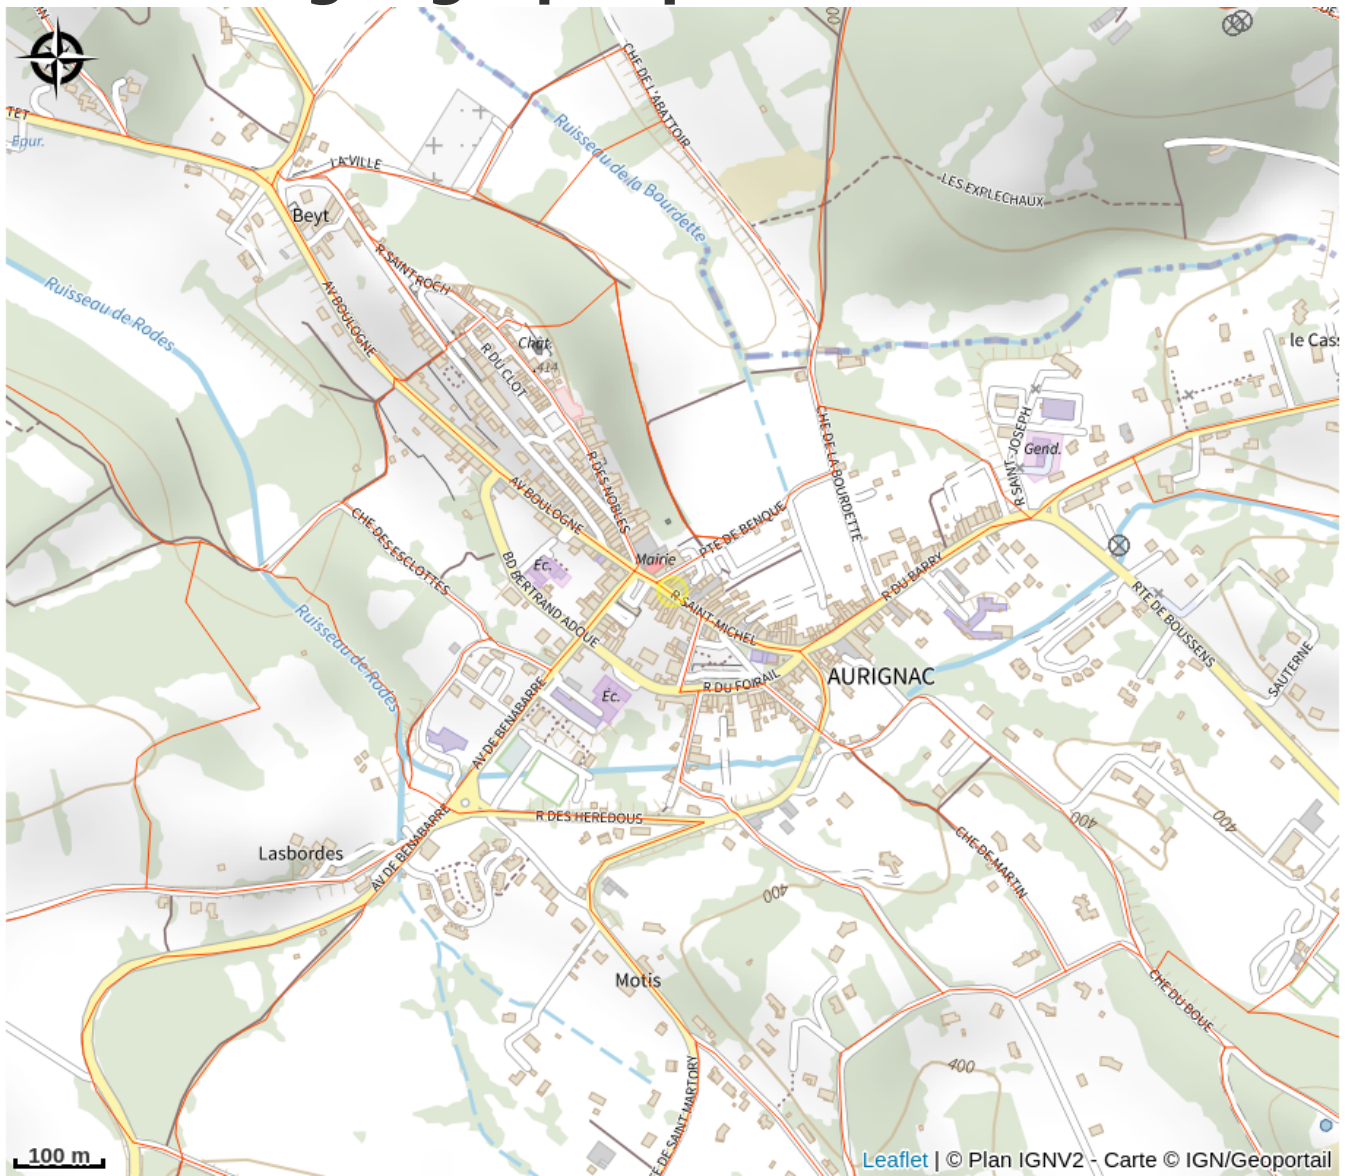 CHE DE L'ABATTOIR
TET
Epur.
Ruisseau de la Bourdette
LA VILLE
LES EXPLECHAUX
Beyt
R SAINT-ROCH
Ruisseau de Rodes
AV BOULOGNE
Chât.
.414
le Cass
R DU CLOT
CHE DE LA BOURDETTE
R SAINT-JOSEPH
Gend.
R DES NOBLES
AV BOULOGNE
CHE DES ESCLOTTES
PTE DE BENQUE
Mairie
Éc.
BD BERTRAND ADOUE
R SAINT-MICHEL
R DU BARRY
RTE DE BOUSSENS
Ruisseau de Rodes
SAUTERNE
AURIGNAC
R DU FOIRAIL
Éc.
AV DE BENABARRE
R DES HEREDOUS
400
400
Lasbordes
AV DE BENABARRE
CHE DE MARTIN
400
Motis
CHE DU BOUE
400
E DE SAINT-MARTORY
100 m
Leaflet | © Plan IGNV2 - Carte © IGN/Geoportail